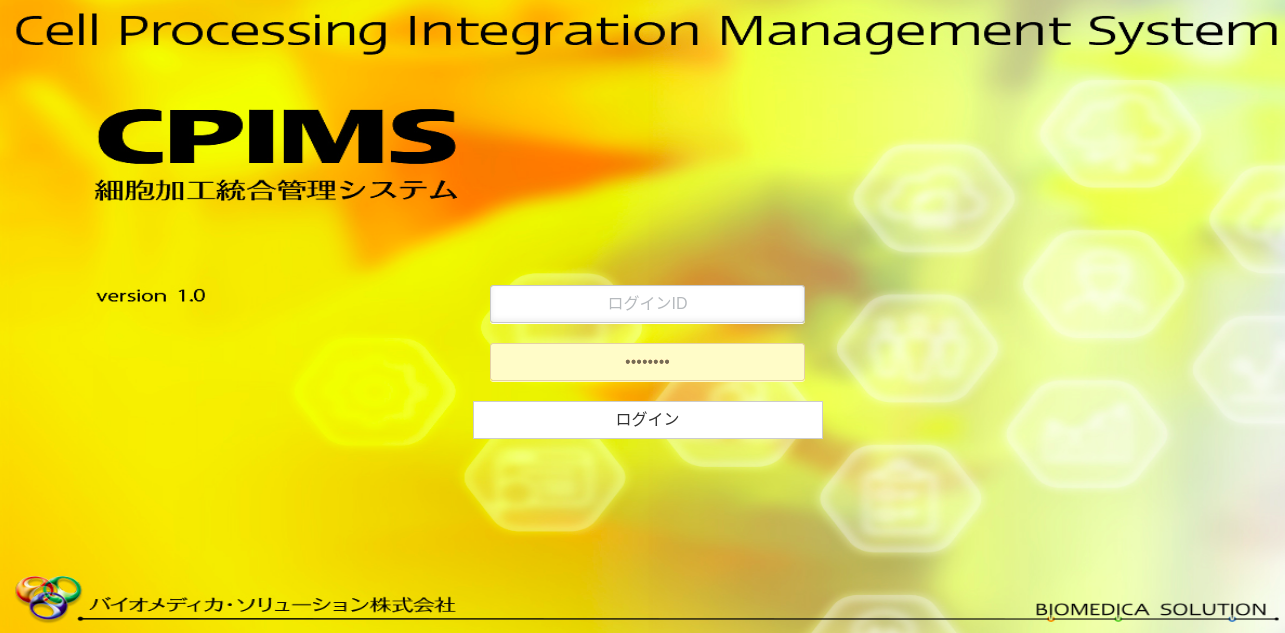 Cell Processing Integration Management System
CPIMS
細胞加工統合管理システム
version 1.0
ログインID
••••••••
ログイン
バイオメディカ・ソリューション株式会社
BIOMEDICA SOLUTION